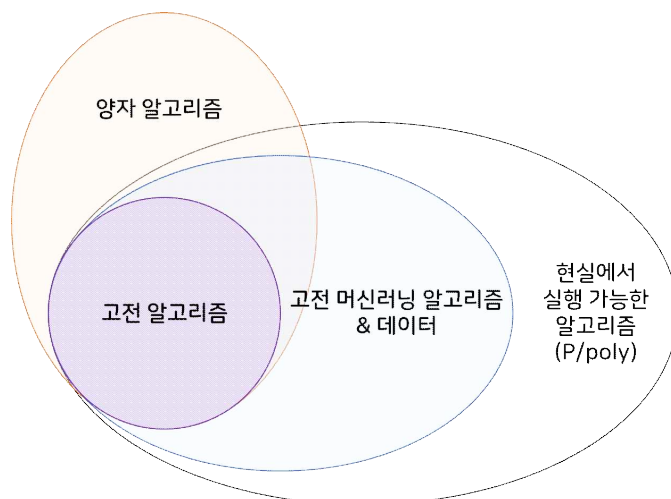 양자 알고리즘
고전 알고리즘
고전 머신러닝 알고리즘
& 데이터
현실에서
실행 가능한
알고리즘
(P/poly)